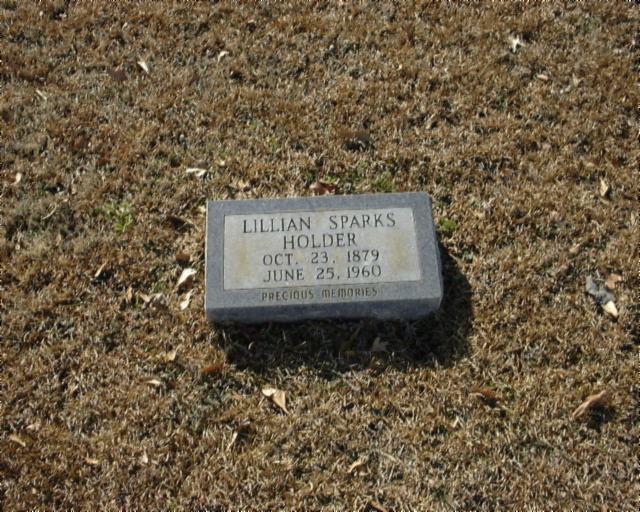 LILLIAN SPARKS
HOLDER
OCT. 23, 1879
JUNE 25, 1960
PRECIOUS MEMORIES